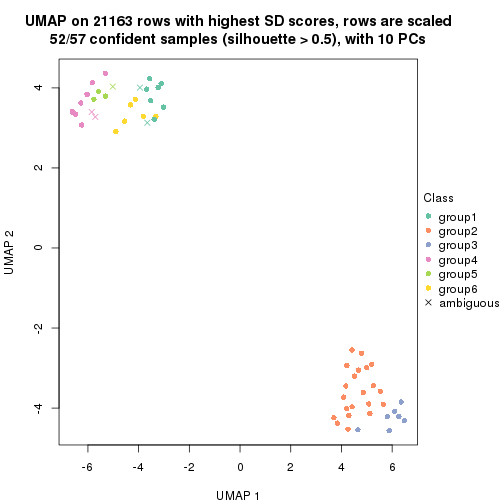 UMAP on 21163 rows with highest SD scores, rows are scaled
52/57 confident samples (silhouette > 0.5), with 10 PCs
4
2
0
-2
-4
UMAP 2
-6
-4
-2
0
2
4
6
UMAP 1
Class
group1
group2
group3
group4
group5
group6
ambiguous